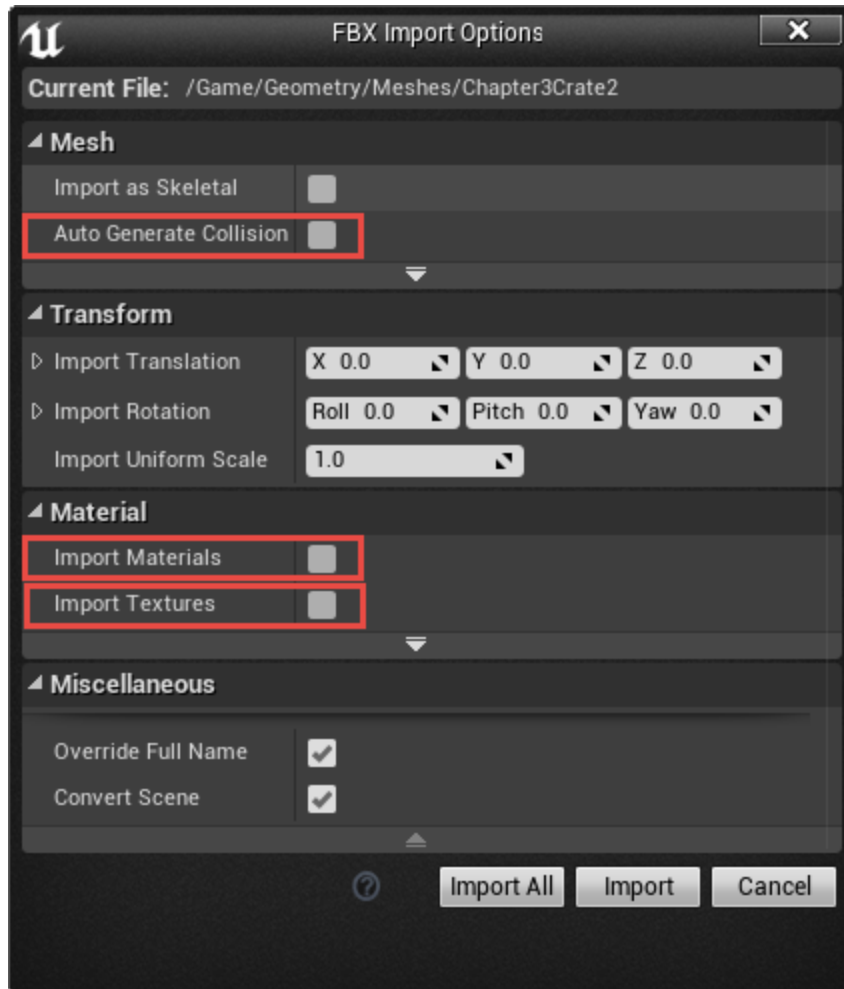 FBX Import Options
Current File: /Game/Geometry/Meshes/Chapter3Crate2
Mesh
Import as Skeletal
Auto Generate Collision
Transform
Import Translation X 0.0 Y 0.0 Z 0.0
Import Rotation Roll 0.0 Pitch 0.0 Yaw 0.0
Import Uniform Scale 1.0
Material
Import Materials
Import Textures
Miscellaneous
Override Full Name
Convert Scene
? Import All Import Cancel